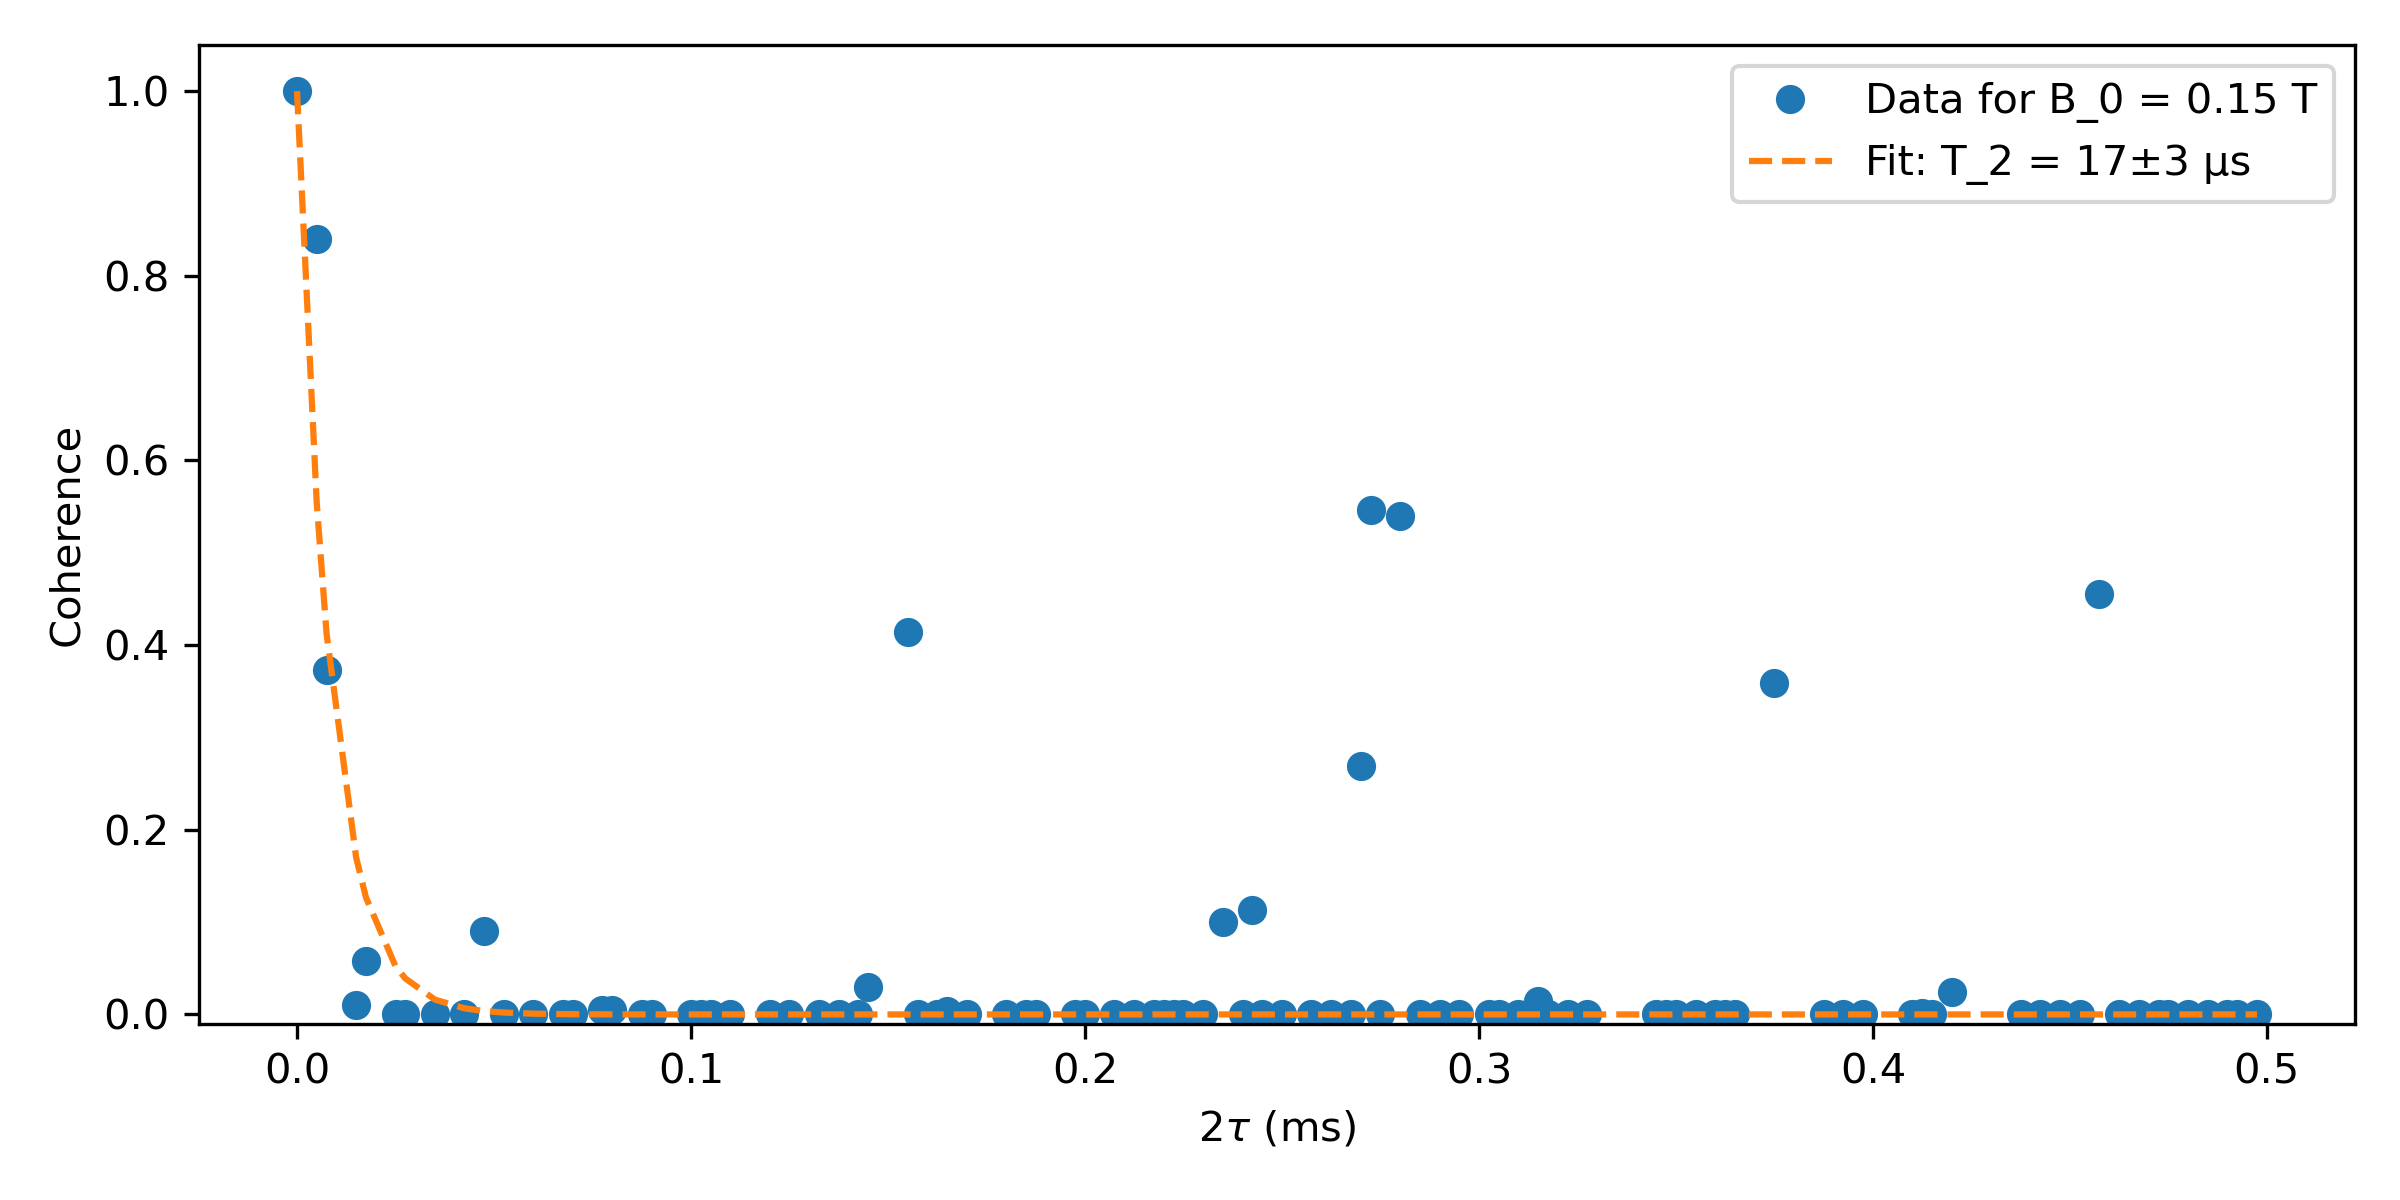 Data for B_0 = 0.15 T
Fit: T_2 = 17±3 μs
Coherence
1.0
0.8
0.6
0.4
0.2
0.0
0.0 0.1 0.2 0.3 0.4 0.5
2τ (ms)